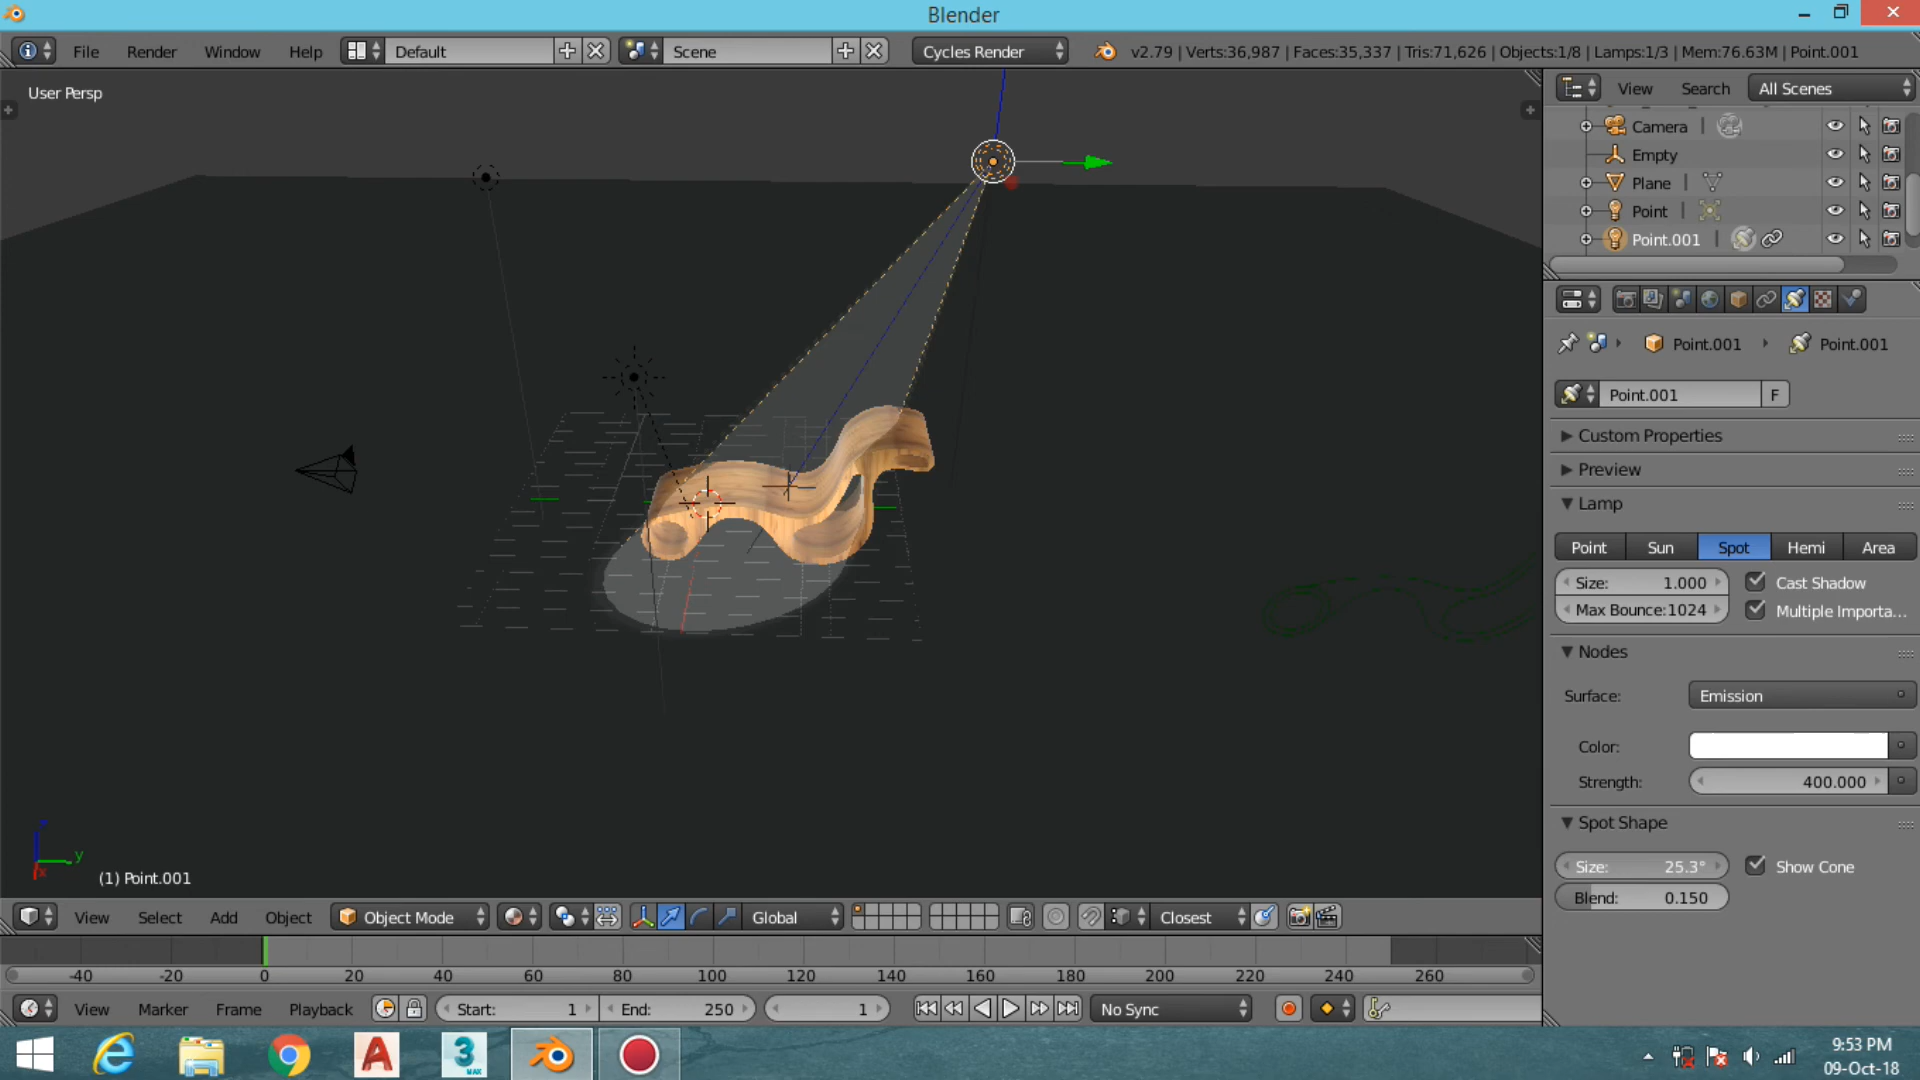 Blender
File Render Window Help Default Scene Cycles Render v2.79 | Verts:36,987 | Faces:35,337 | Tris:71,626 | Objects:1/8 | Lamps:1/3 | Mem:76.63M | Point.001
User Persp
View Search All Scenes
Camera
Empty
Plane
Point
Point.001
Point.001 Point.001
Point.001 F
Custom Properties
Preview
Lamp
Point Sun Spot Hemi Area
Size: 1.000 Cast Shadow
Max Bounce:1024 Multiple Importa...
Nodes
Surface: Emission
Color:
Strength: 400.000
Spot Shape
Size: 25.3° Show Cone
Blend: 0.150
z
y
x
(1) Point.001
View Select Add Object Object Mode Global Closest
-40 -20 0 20 40 60 80 100 120 140 160 180 200 220 240 260
View Marker Frame Playback Start: 1 End: 250 1 No Sync
A
3
MAX
9:53 PM
09-Oct-18